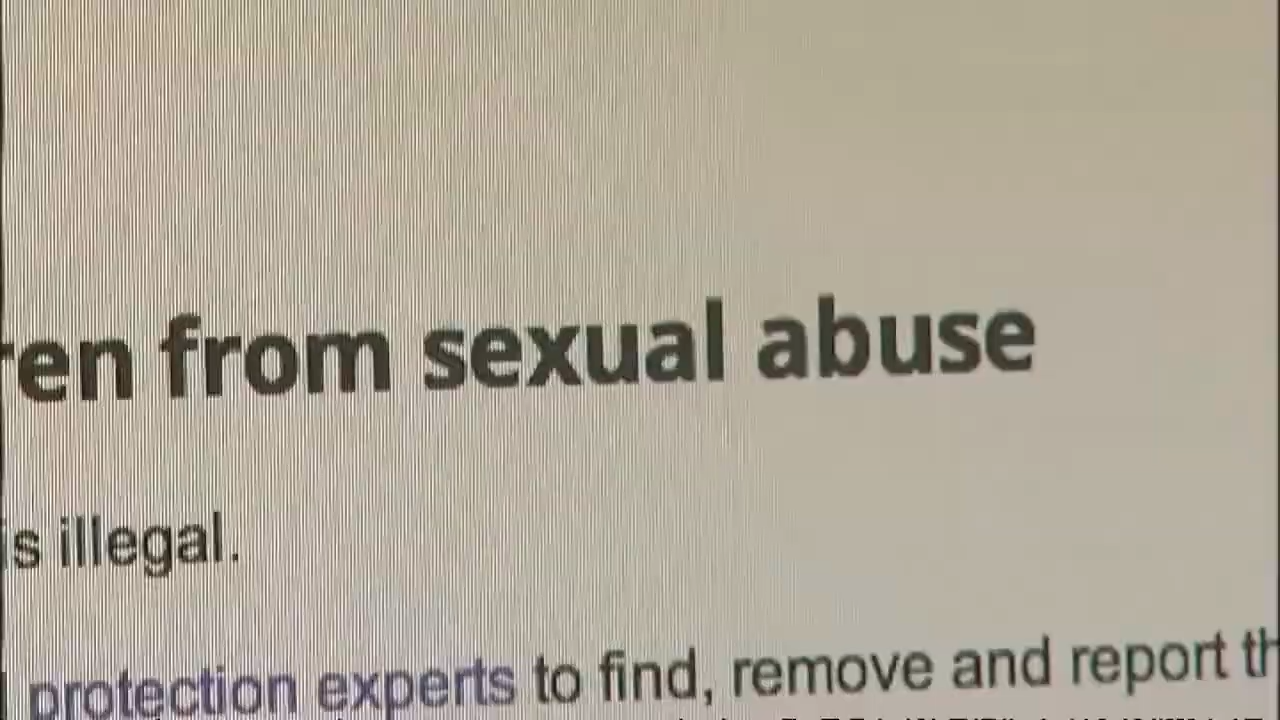 ren from sexual abuse
is illegal.
protection experts to find, remove and report th